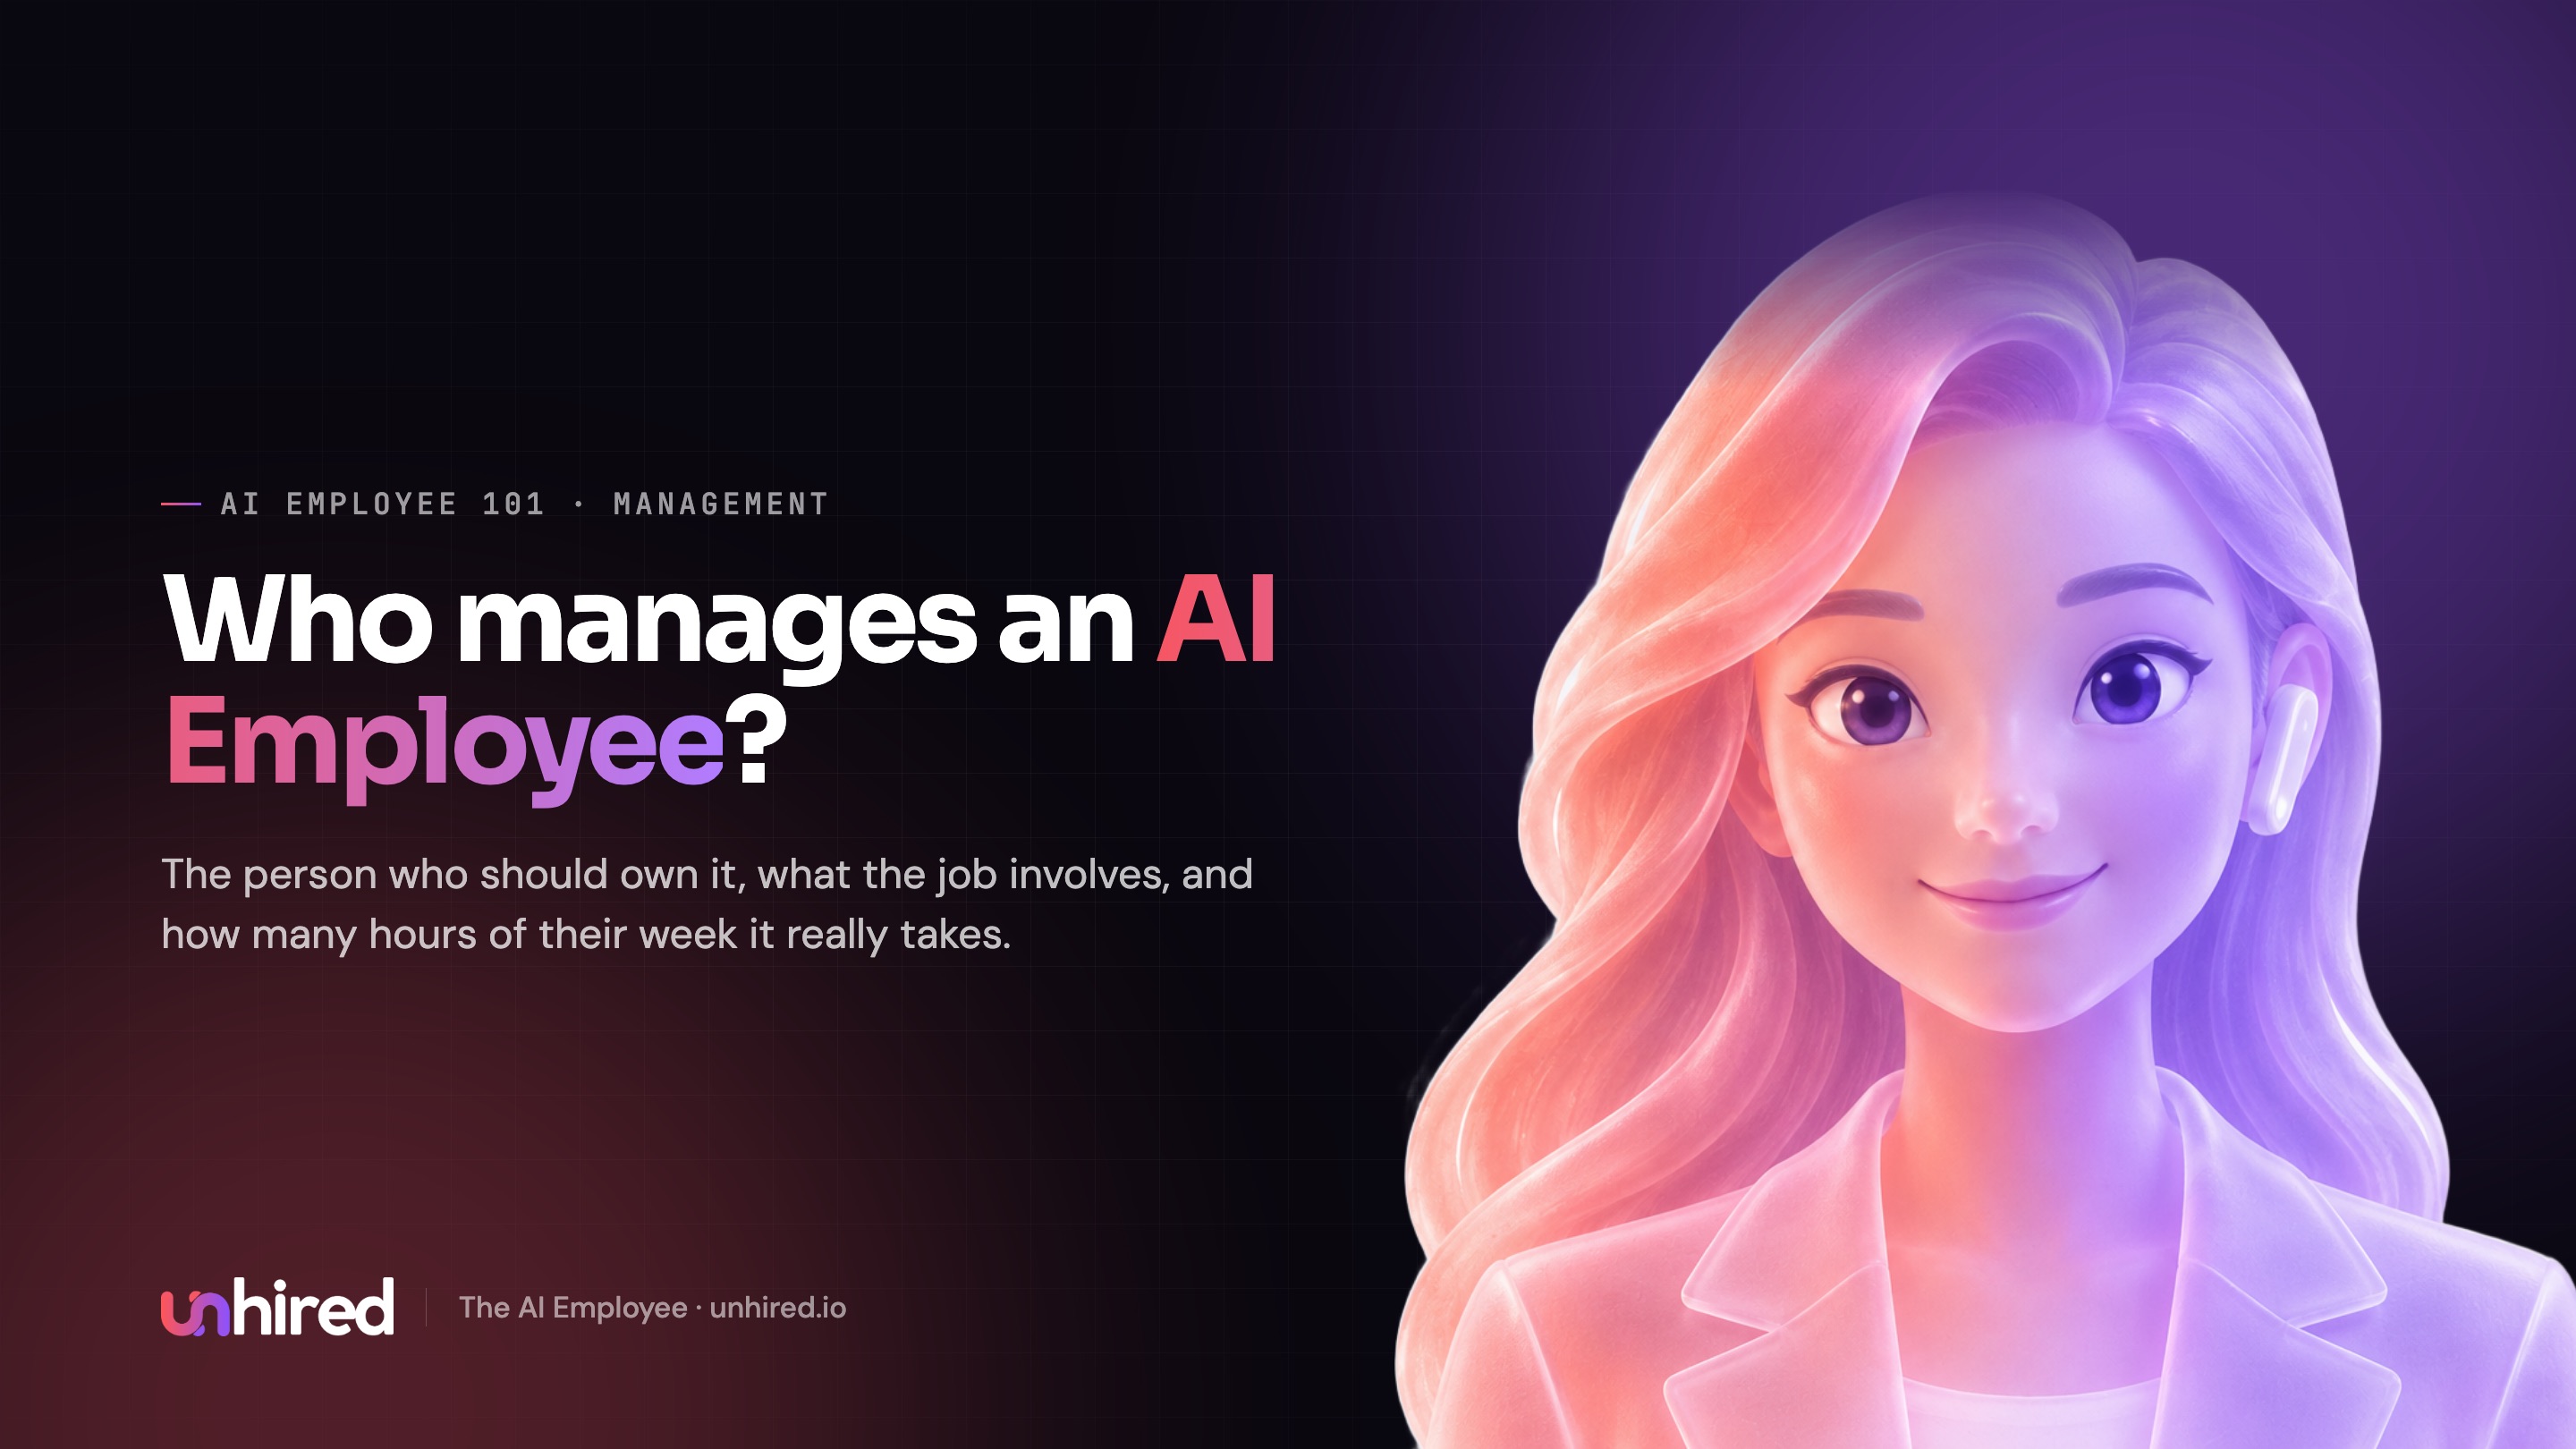 AI EMPLOYEE 101 · MANAGEMENT
Who manages an AI
Employee?
The person who should own it, what the job involves, and
how many hours of their week it really takes.
unhired
The AI Employee · unhired.io